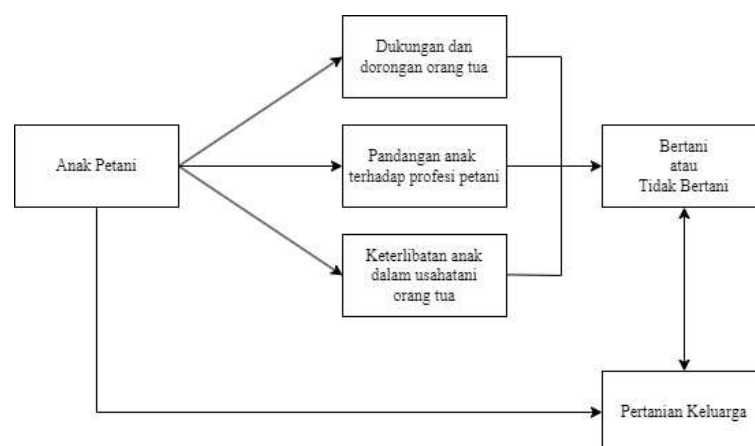 Dukungan dan
dorongan orang tua
Anak Petani
Pandangan anak
terhadap profesi petani
Bertani
atau
Tidak Bertani
Keterlibatan anak
dalam usahatani
orang tua
Pertanian Keluarga